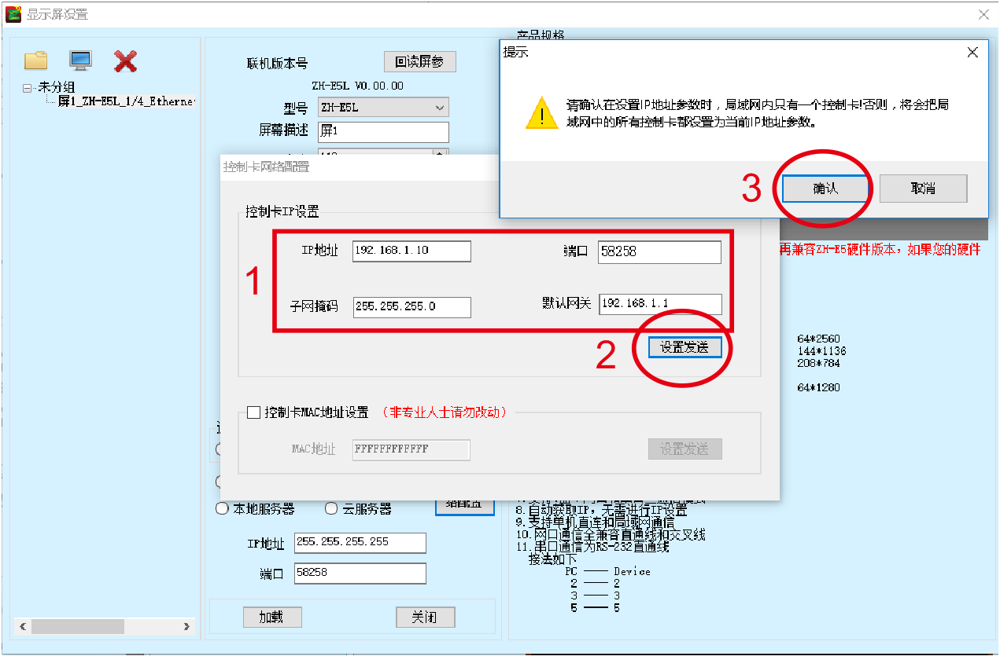 显示屏设置
产品规格
未分组
屏1_ZH-E5L_1/4_Etherne
联机版本号
回读屏参
ZH-E5L V0.00.00
型号
ZH-E5L
屏幕描述
屏1
提示
请确认在设置IP地址参数时，局域网内只有一个控制卡!否则，将会把局
域网中的所有控制卡都设置为当前IP地址参数。
3
确认
取消
控制卡网络配置
控制卡IP设置
1
IP地址
192.168.1.10
端口
58258
子网掩码
255.255.255.0
默认网关
192.168.1.1
2
设置发送
控制卡MAC地址设置
（非专业人士请勿改动）
MAC地址
FFFFFFFFFFFF
设置发送
再兼容ZH-E5硬件版本，如果您的硬件
64*2560
144*1136
208*784
64*1280
本地服务器
云服务器
络配置
IP地址
255.255.255.255
端口
58258
加载
关闭
8.自动获取IP，无需进行IP设置
9.支持单机直连和局域网通信
10.网口通信全兼容直通线和交叉线
11.串口通信为RS-232直通线
接法如下
PC —— Device
2 —— 2
3 —— 3
5 —— 5